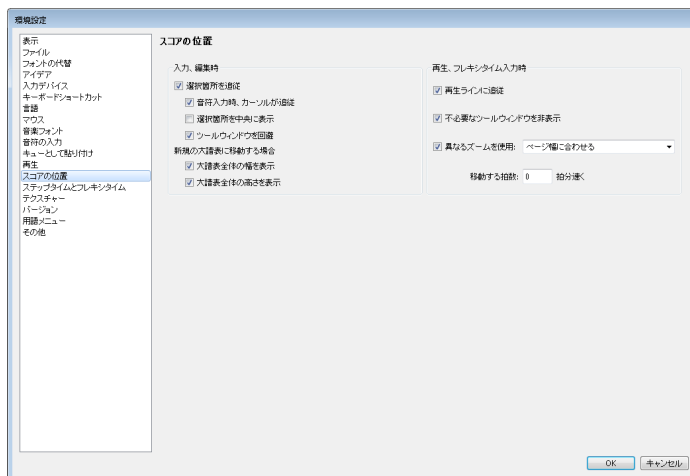 環境設定
表示
ファイル
フォントの代替
アイデア
入力デバイス
キーボードショートカット
言語
マウス
音楽フォント
音符の入力
キューとして貼り付け
再生
スコアの位置
ステップタイムとフレキシタイム
テクスチャー
バージョン
用語メニュー
その他
スコアの位置
入力、編集時
選択箇所を追従
音符入力時、カーソルが追従
選択箇所を中央に表示
ツールウィンドウを回避
新規の大譜表に移動する場合
大譜表全体の幅を表示
大譜表全体の高さを表示
再生、フレキシタイム入力時
再生ラインに追従
不必要なツールウィンドウを非表示
異なるズームを使用: ページ幅に合わせる
移動する拍数: 0 拍分速く
OK キャンセル